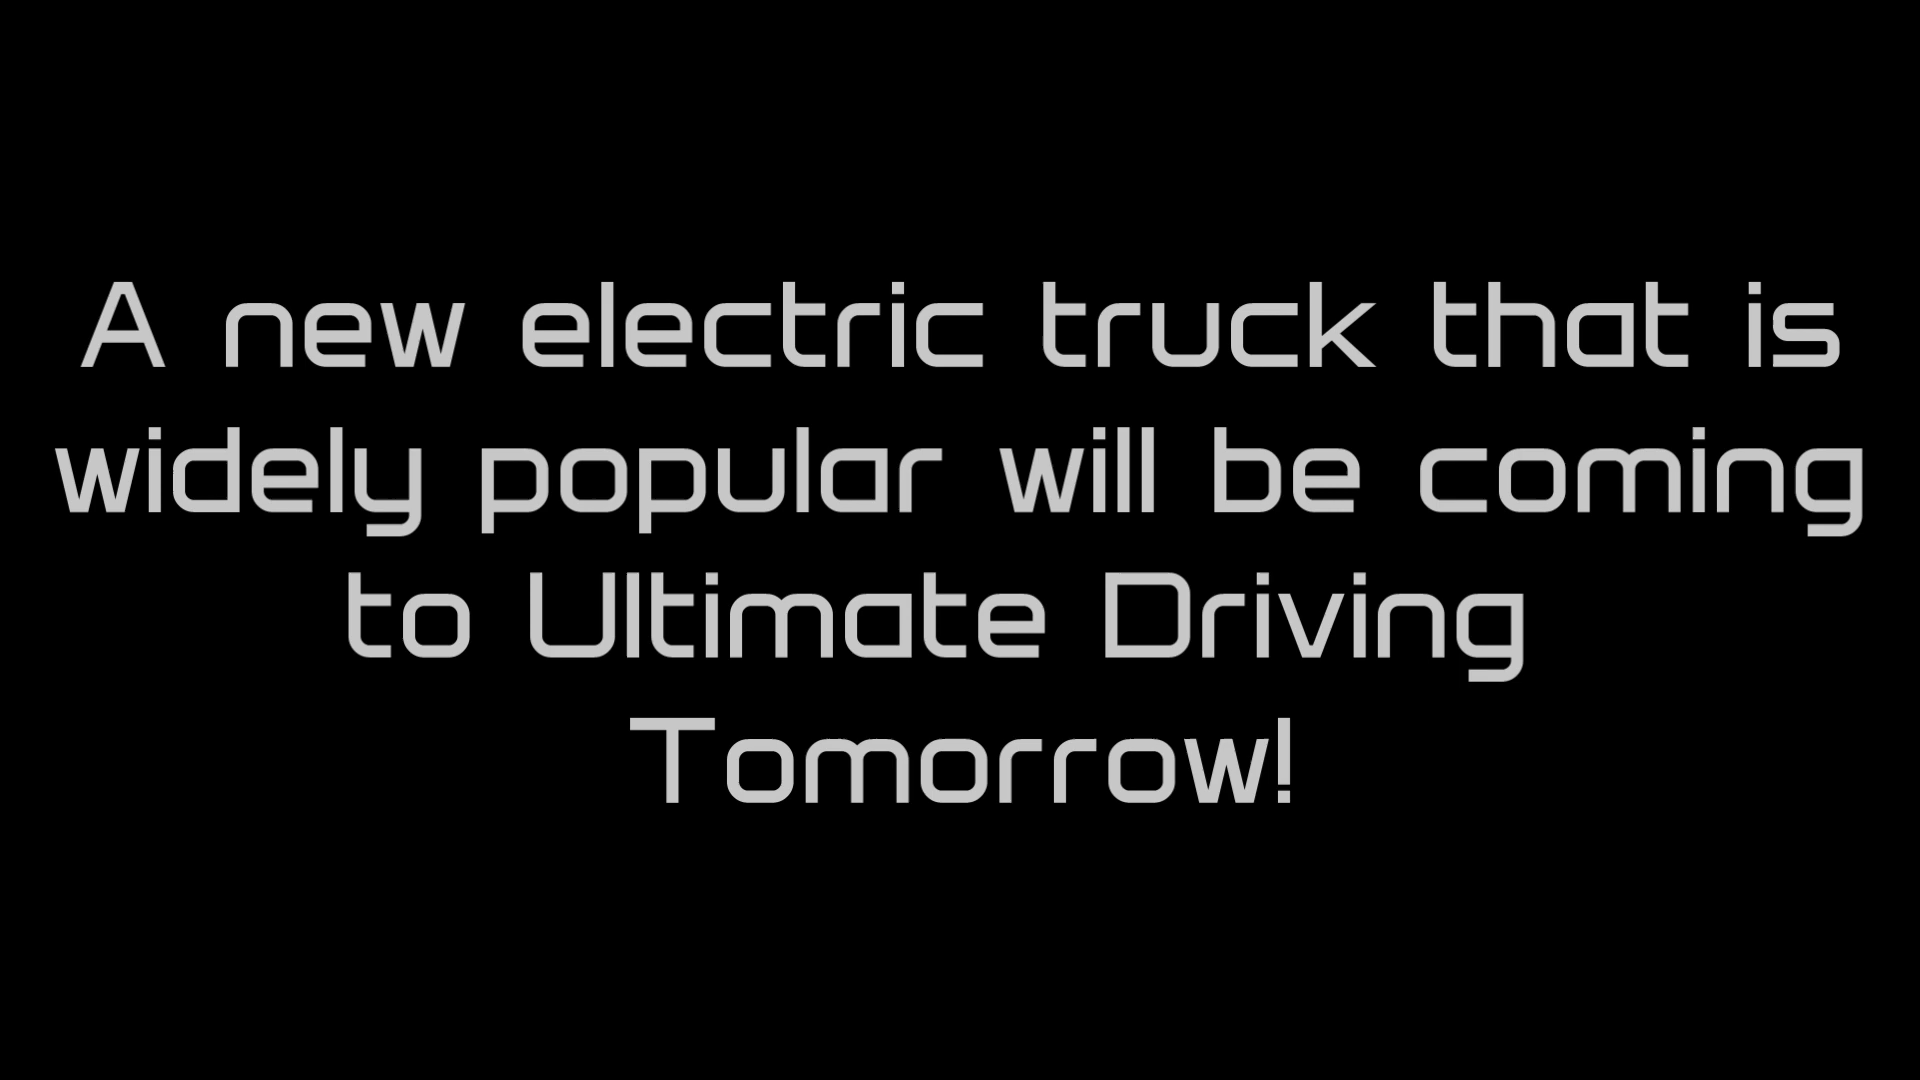 A new electric truck that is
widely popular will be coming
to Ultimate Driving
Tomorrow!